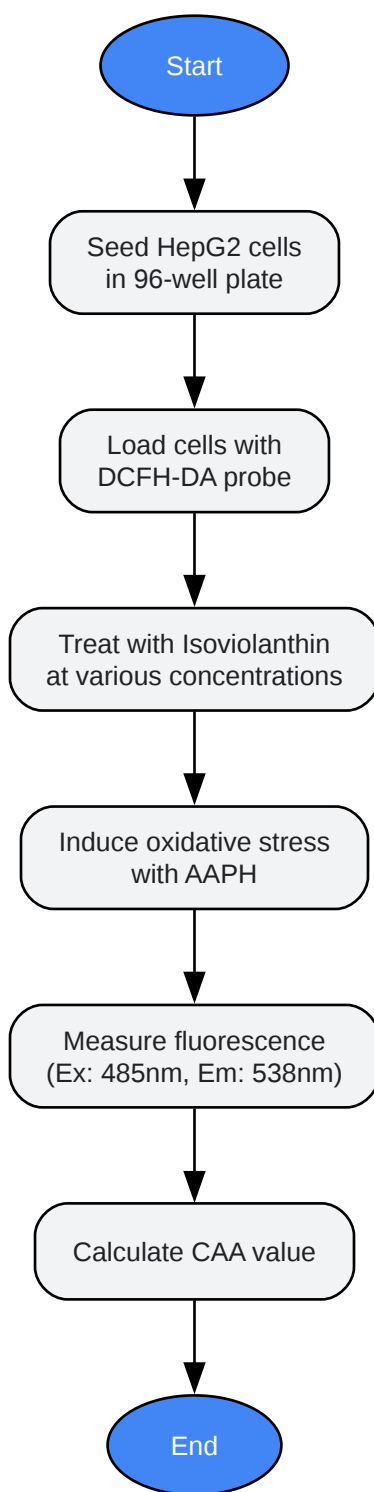 Start
Seed HepG2 cells
in 96-well plate
Load cells with
DCFH-DA probe
Treat with Isoviolanthin
at various concentrations
Induce oxidative stress
with AAPH
Measure fluorescence
(Ex: 485nm, Em: 538nm)
Calculate CAA value
End